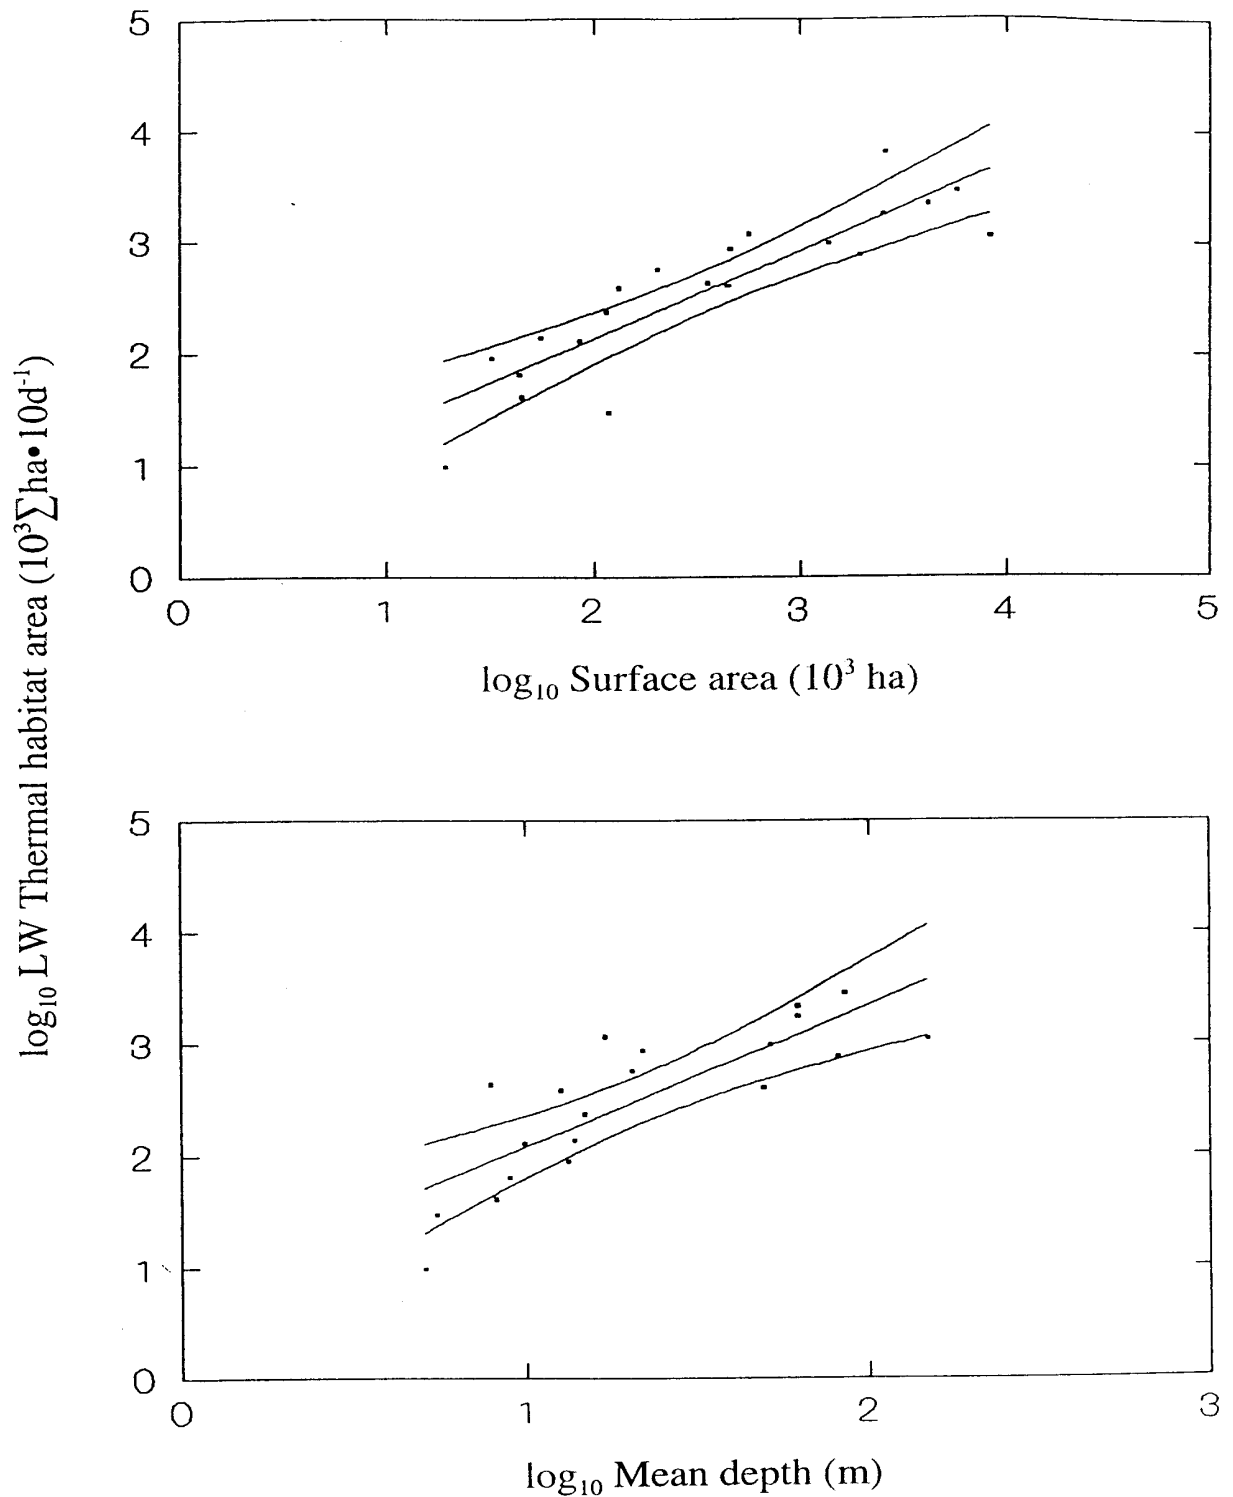 5
4
3
2
1
0
0 1 2 3 4 5
log₁₀ Surface area (10³ ha)
log₁₀ LW Thermal habitat area (10³∑ha•10d⁻¹)
5
4
3
2
1
0
0 1 2 3
log₁₀ Mean depth (m)